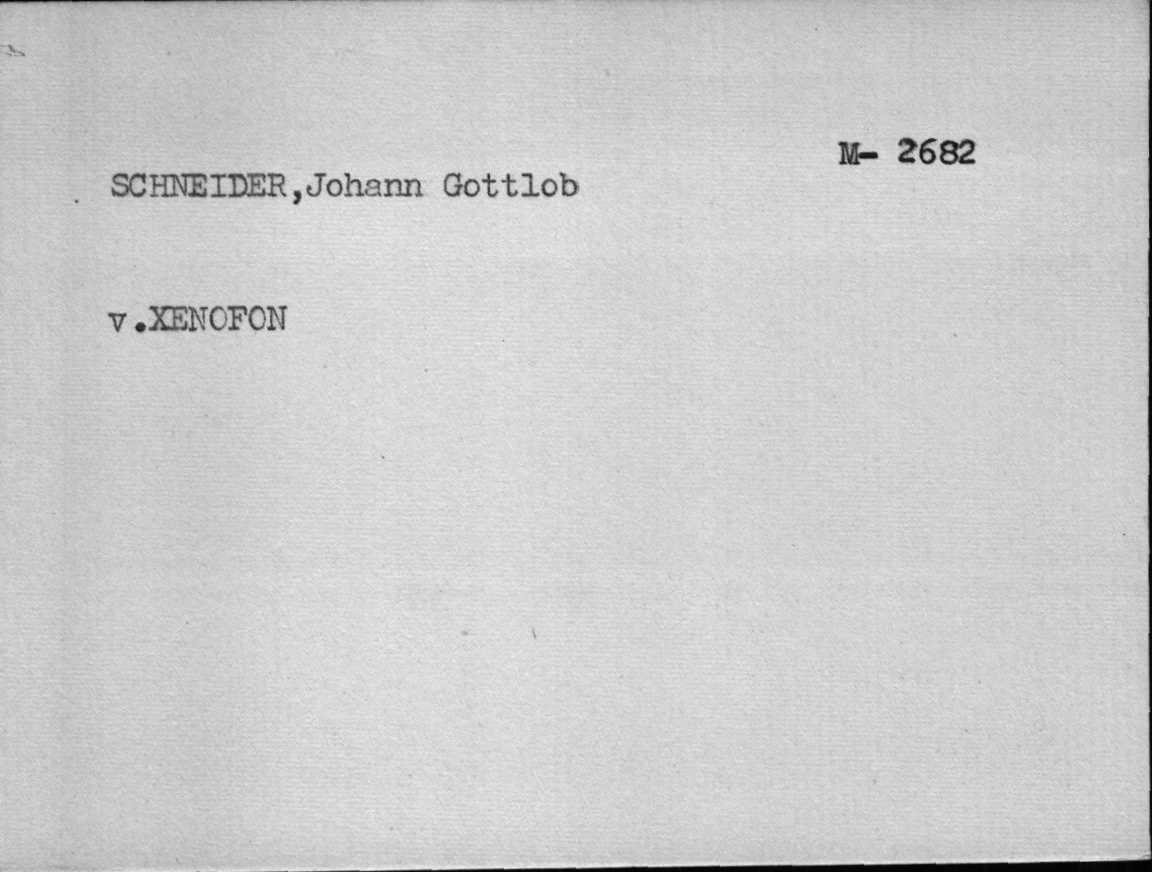 M- 2682
SCHNEIDER,Johann Gottlob
v.XENOFON